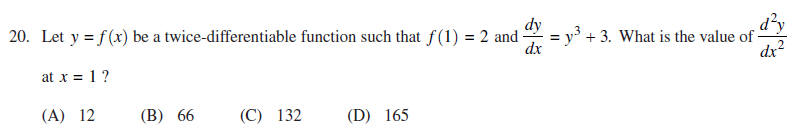 20. Let y = f(x) be a twice-differentiable function such that f(1) = 2 and dy/dx = y³ + 3. What is the value of d²y/dx²
at x = 1 ?
(A) 12 (B) 66 (C) 132 (D) 165